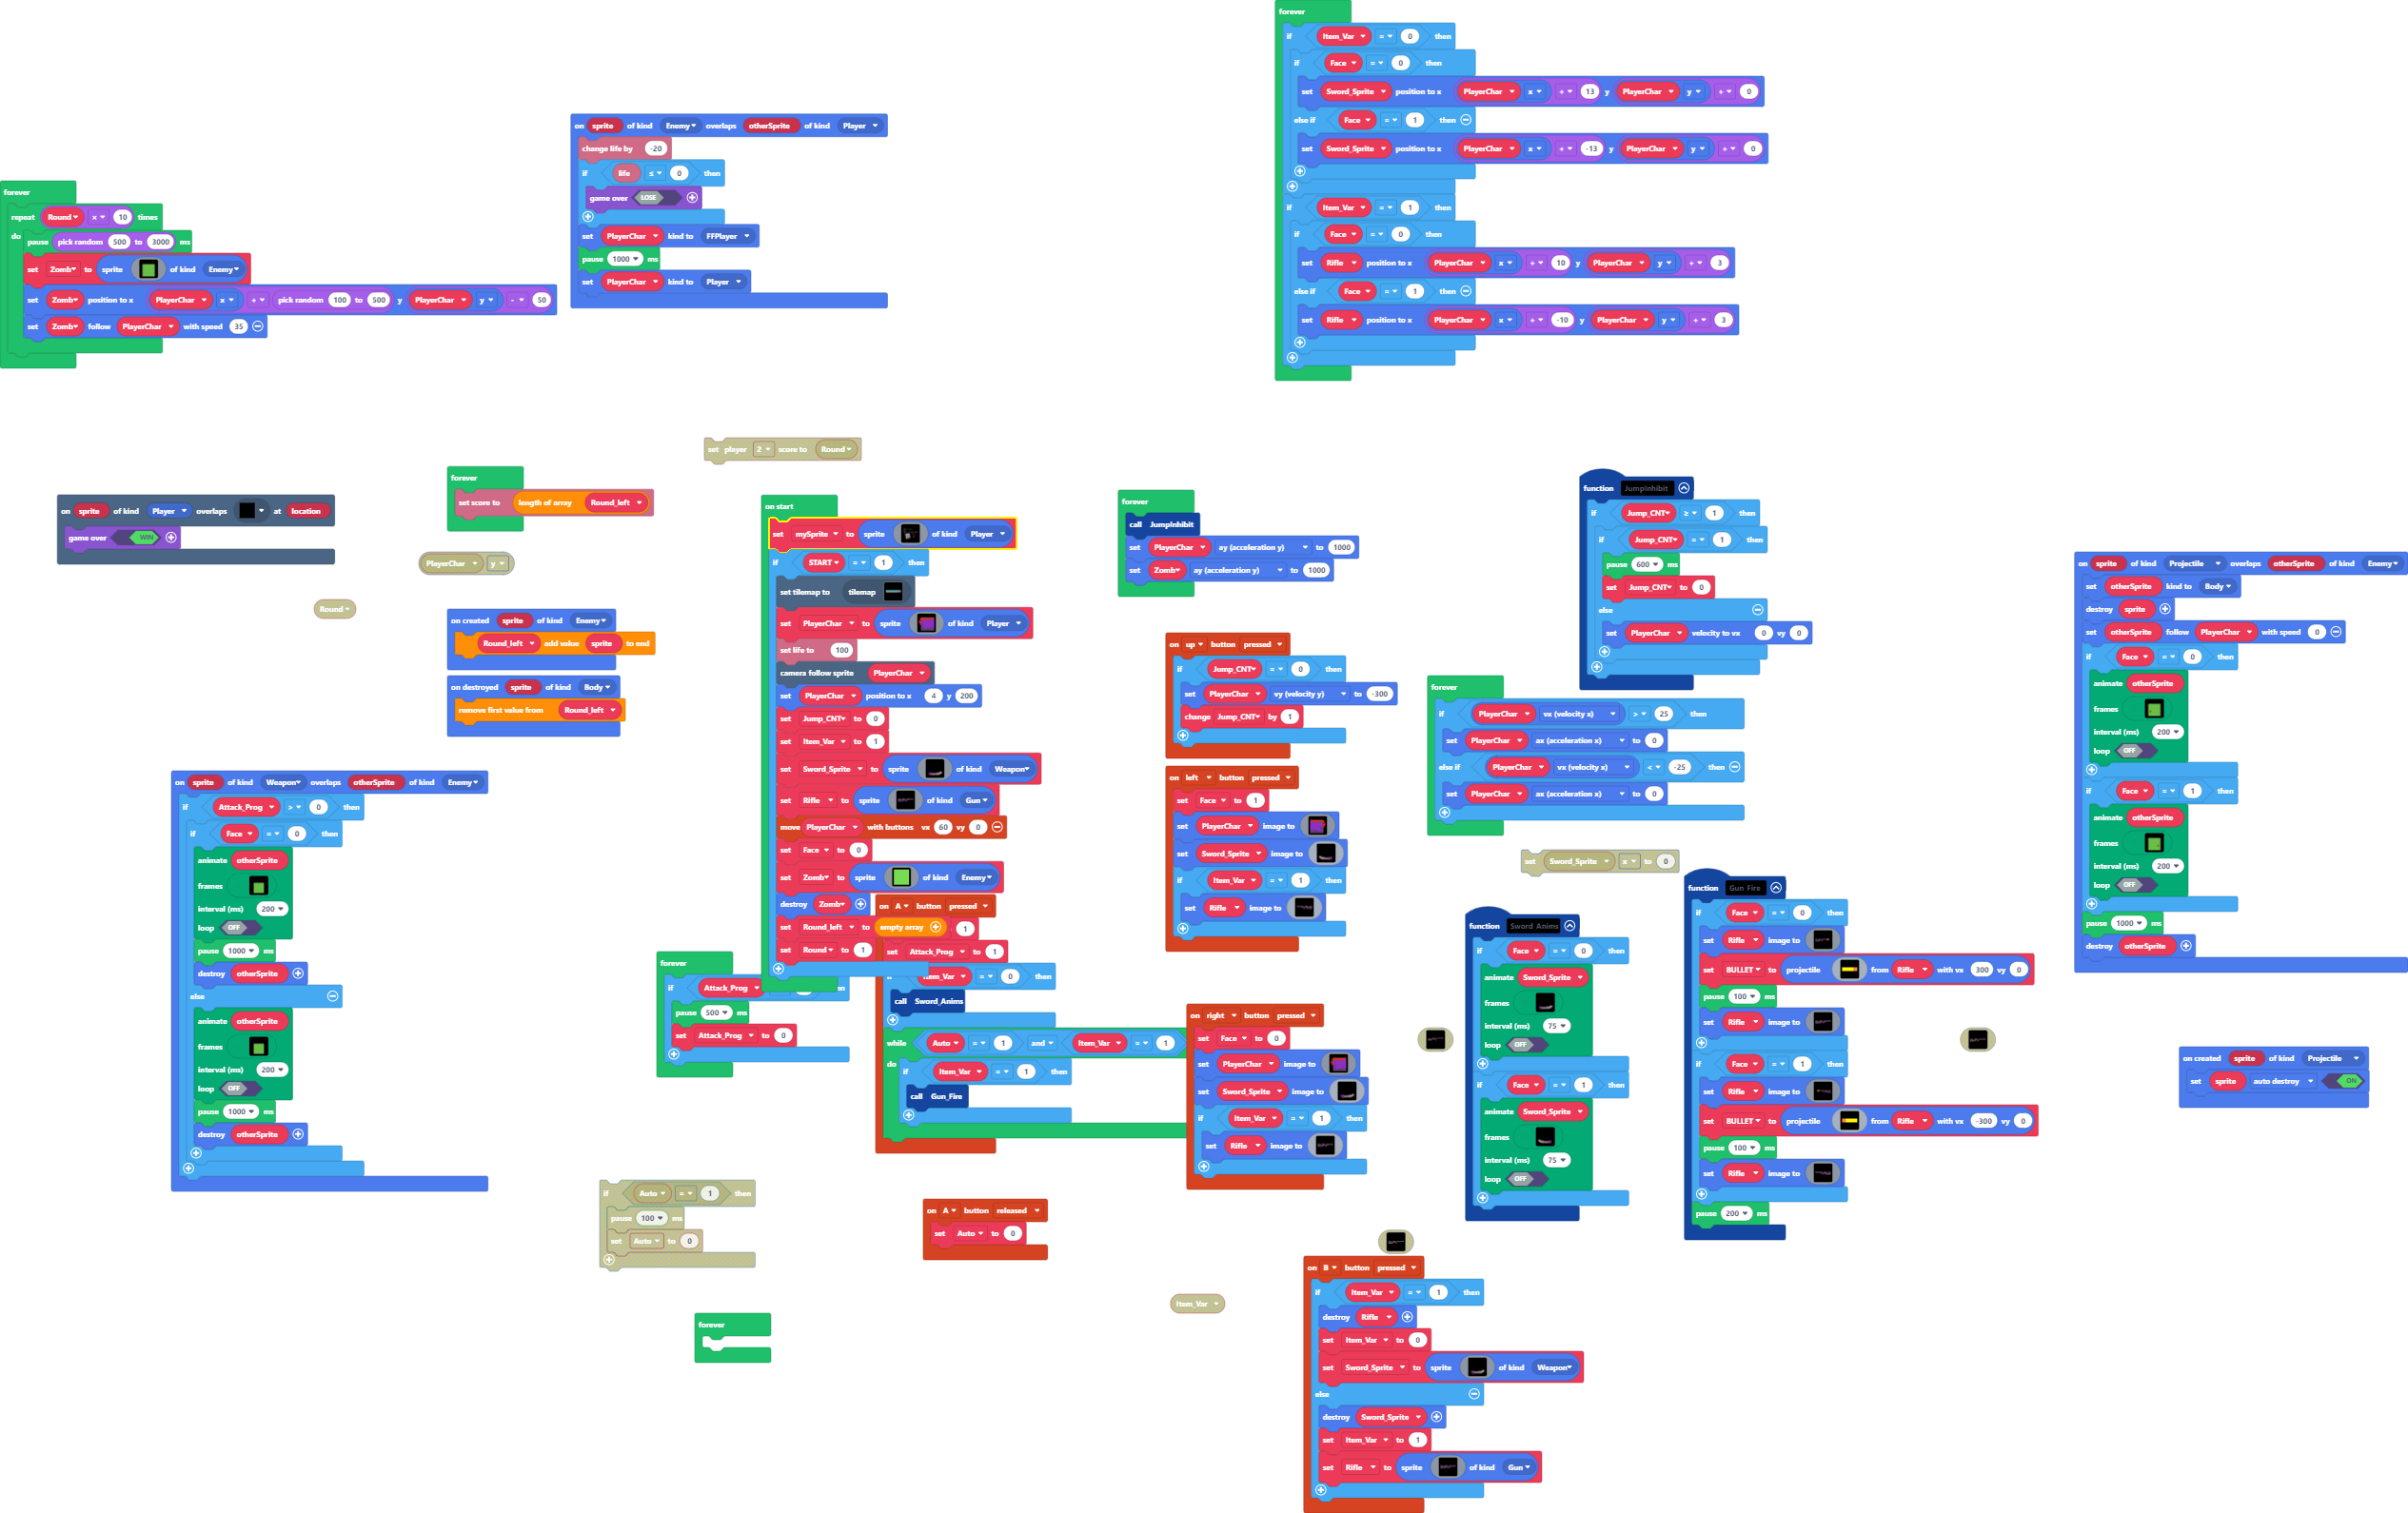 forever
if Item_Var = 0 then
if Face = 0 then
set Sword_Sprite position to x PlayerChar x + 13 y PlayerChar y + 0
else if Face = 1 then
set Sword_Sprite position to x PlayerChar x + -13 y PlayerChar y + 0
if Item_Var = 1 then
if Face = 0 then
set Rifle position to x PlayerChar x + 10 y PlayerChar y + 3
else if Face = 1 then
set Rifle position to x PlayerChar x + -10 y PlayerChar y + 3
on sprite of kind Enemy overlaps otherSprite of kind Player
change life by -20
if life ≤ 0 then
game over LOSE
set PlayerChar kind to FFPlayer
pause 1000 ms
set PlayerChar kind to Player
forever
repeat Round x 10 times
do pause pick random 500 to 3000 ms
set Zomb to sprite of kind Enemy
set Zomb position to x PlayerChar x + pick random 100 to 500 y PlayerChar y - 50
set Zomb follow PlayerChar with speed 35
set player 2 score to Round
on sprite of kind Player overlaps at location
game over WIN
forever
set score to length of array Round_left
PlayerChar y
Round
on created sprite of kind Enemy
Round_left add value sprite to end
on destroyed sprite of kind Body
remove first value from Round_left
on start
set mySprite to sprite of kind Player
if START = 1 then
set tilemap to tilemap
set PlayerChar to sprite of kind Player
set life to 100
camera follow sprite PlayerChar
set PlayerChar position to x 4 y 200
set Jump_CNT to 0
set Item_Var to 1
set Sword_Sprite to sprite of kind Weapon
set Rifle to sprite of kind Gun
move PlayerChar with buttons vx 60 vy 0
set Face to 0
set Zomb to sprite of kind Enemy
destroy Zomb
set Round_left to empty array
set Round to 1
on A button pressed
1
set Attack_Prog to 1
Item_Var = 0 then
call Sword_Anims
while Auto = 1 and Item_Var = 1
do if Item_Var = 1 then
call Gun_Fire
forever
if Attack_Prog
pause 500 ms
set Attack_Prog to 0
on sprite of kind Weapon overlaps otherSprite of kind Enemy
if Attack_Prog > 0 then
if Face = 0 then
animate otherSprite
frames
interval (ms) 200
loop OFF
pause 1000 ms
destroy otherSprite
else
animate otherSprite
frames
interval (ms) 200
loop OFF
pause 1000 ms
destroy otherSprite
if Auto = 1 then
pause 100 ms
set Auto to 0
forever
on A button released
set Auto to 0
forever
call JumpInhibit
set PlayerChar ay (acceleration y) to 1000
set Zomb ay (acceleration y) to 1000
on up button pressed
if Jump_CNT = 0 then
set PlayerChar vy (velocity y) to -300
change Jump_CNT by 1
on left button pressed
set Face to 1
set PlayerChar image to
set Sword_Sprite image to
if Item_Var = 1 then
set Rifle image to
on right button pressed
set Face to 0
set PlayerChar image to
set Sword_Sprite image to
if Item_Var = 1 then
set Rifle image to
function JumpInhibit
if Jump_CNT ≥ 1 then
if Jump_CNT = 1 then
pause 600 ms
set Jump_CNT to 0
else
set PlayerChar velocity to vx 0 vy 0
forever
if PlayerChar vx (velocity x) > 25 then
set PlayerChar ax (acceleration x) to 0
else if PlayerChar vx (velocity x) < -25 then
set PlayerChar ax (acceleration x) to 0
set Sword_Sprite x to 0
function Sword_Anims
if Face = 0 then
animate Sword_Sprite
frames
interval (ms) 75
loop OFF
if Face = 1 then
animate Sword_Sprite
frames
interval (ms) 75
loop OFF
function Gun_Fire
if Face = 0 then
set Rifle image to
set BULLET to projectile from Rifle with vx 300 vy 0
pause 100 ms
set Rifle image to
if Face = 1 then
set Rifle image to
set BULLET to projectile from Rifle with vx -300 vy 0
pause 100 ms
set Rifle image to
pause 200 ms
on sprite of kind Projectile overlaps otherSprite of kind Enemy
set otherSprite kind to Body
destroy sprite
set otherSprite follow PlayerChar with speed 0
if Face = 0 then
animate otherSprite
frames
interval (ms) 200
loop OFF
if Face = 1 then
animate otherSprite
frames
interval (ms) 200
loop OFF
pause 1000 ms
destroy otherSprite
on created sprite of kind Projectile
set sprite auto destroy ON
Item_Var
on B button pressed
if Item_Var = 1 then
destroy Rifle
set Item_Var to 0
set Sword_Sprite to sprite of kind Weapon
else
destroy Sword_Sprite
set Item_Var to 1
set Rifle to sprite of kind Gun